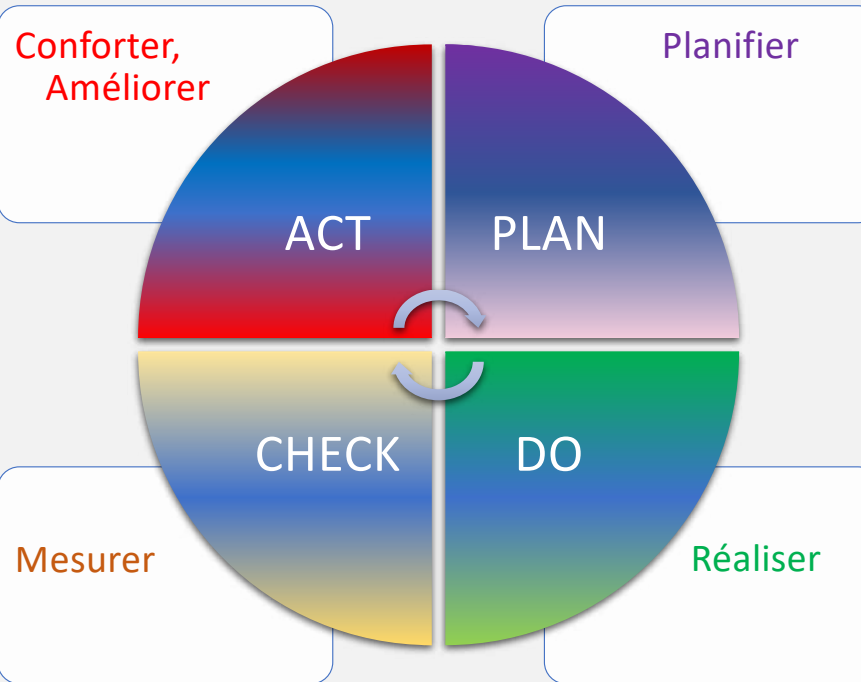 Conforter,
Améliorer
Planifier
ACT
PLAN
CHECK
DO
Mesurer
Réaliser